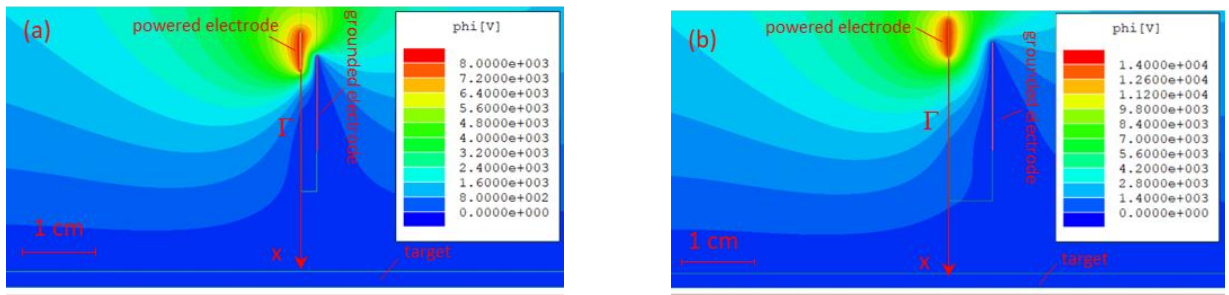 (a)
powered electrode
grounded electrode
Γ
1 cm
x
target
phi[V]
8.0000e+003
7.2000e+003
6.4000e+003
5.6000e+003
4.8000e+003
4.0000e+003
3.2000e+003
2.4000e+003
1.6000e+003
8.0000e+002
0.0000e+000
(b)
powered electrode
grounded electrode
Γ
1 cm
x
target
phi[V]
1.4000e+004
1.2600e+004
1.1200e+004
9.8000e+003
8.4000e+003
7.0000e+003
5.6000e+003
4.2000e+003
2.8000e+003
1.4000e+003
0.0000e+000